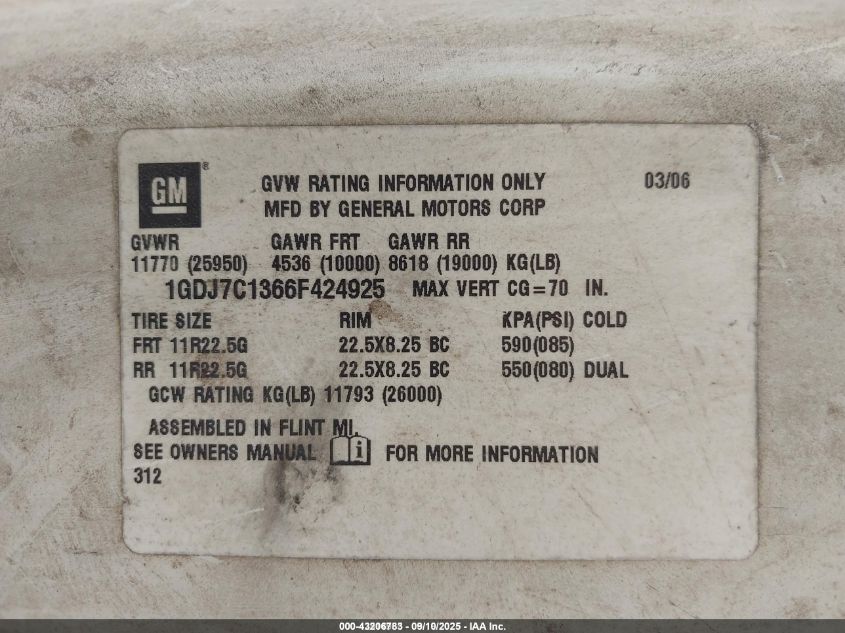 GM®
GVW RATING INFORMATION ONLY 03/06
MFD BY GENERAL MOTORS CORP
GVWR GAWR FRT GAWR RR
11770 (25950) 4536 (10000) 8618 (19000) KG(LB)
1GDJ7C1366F424925 MAX VERT CG=70 IN.
TIRE SIZE RIM KPA(PSI) COLD
FRT 11R22.5G 22.5X8.25 BC 590(085)
RR 11R22.5G 22.5X8.25 BC 550(080) DUAL
GCW RATING KG(LB) 11793 (26000)
ASSEMBLED IN FLINT MI.
SEE OWNERS MANUAL i FOR MORE INFORMATION
312
000-43206783 - 09/10/2025 - IAA Inc.